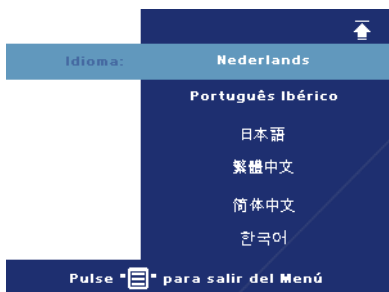 Idioma: Nederlands
Português Ibérico
日本語
繁體中文
简体中文
한국어
Pulse "" para salir del Menú